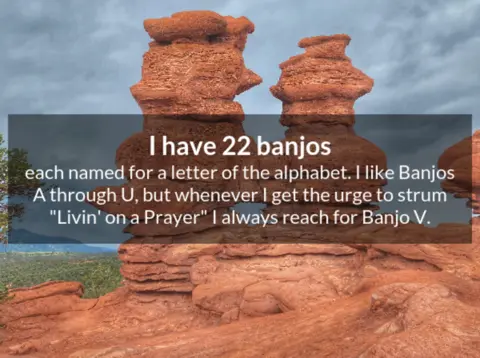 I have 22 banjos
each named for a letter of the alphabet. I like Banjos
A through U, but whenever I get the urge to strum
"Livin' on a Prayer" I always reach for Banjo V.